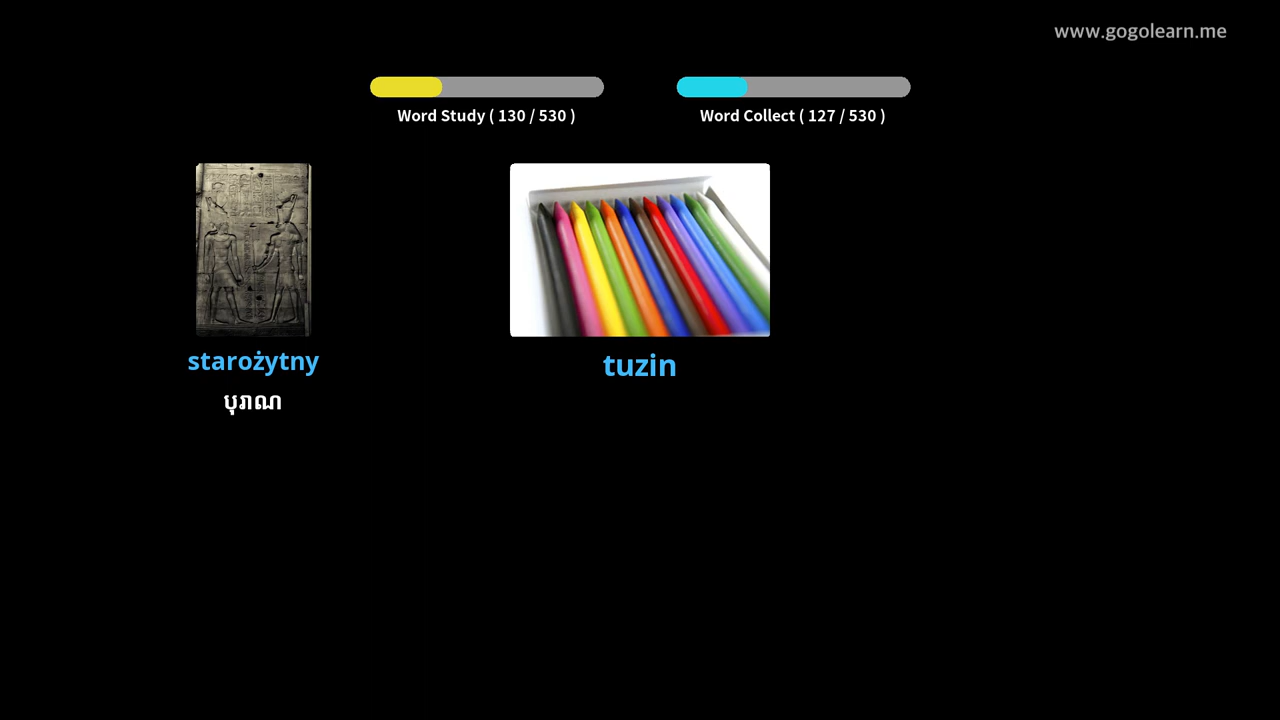 www.gogolearn.me
Word Study ( 130 / 530 )
Word Collect ( 127 / 530 )
starożytny
បុរាណ
tuzin